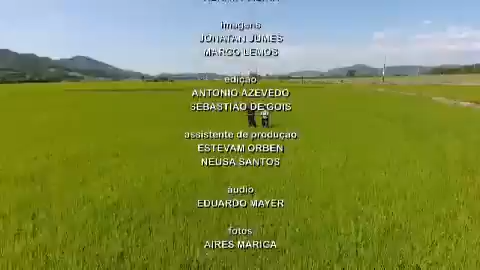 imagens
JONATAN JUMES
MARCO LEMOS
edição
ANTONIO AZEVEDO
SEBASTIÃO DE GOIS
assistente de produção
ESTEVAM ORBEN
NEUSA SANTOS
áudio
EDUARDO MAYER
fotos
AIRES MARIGA